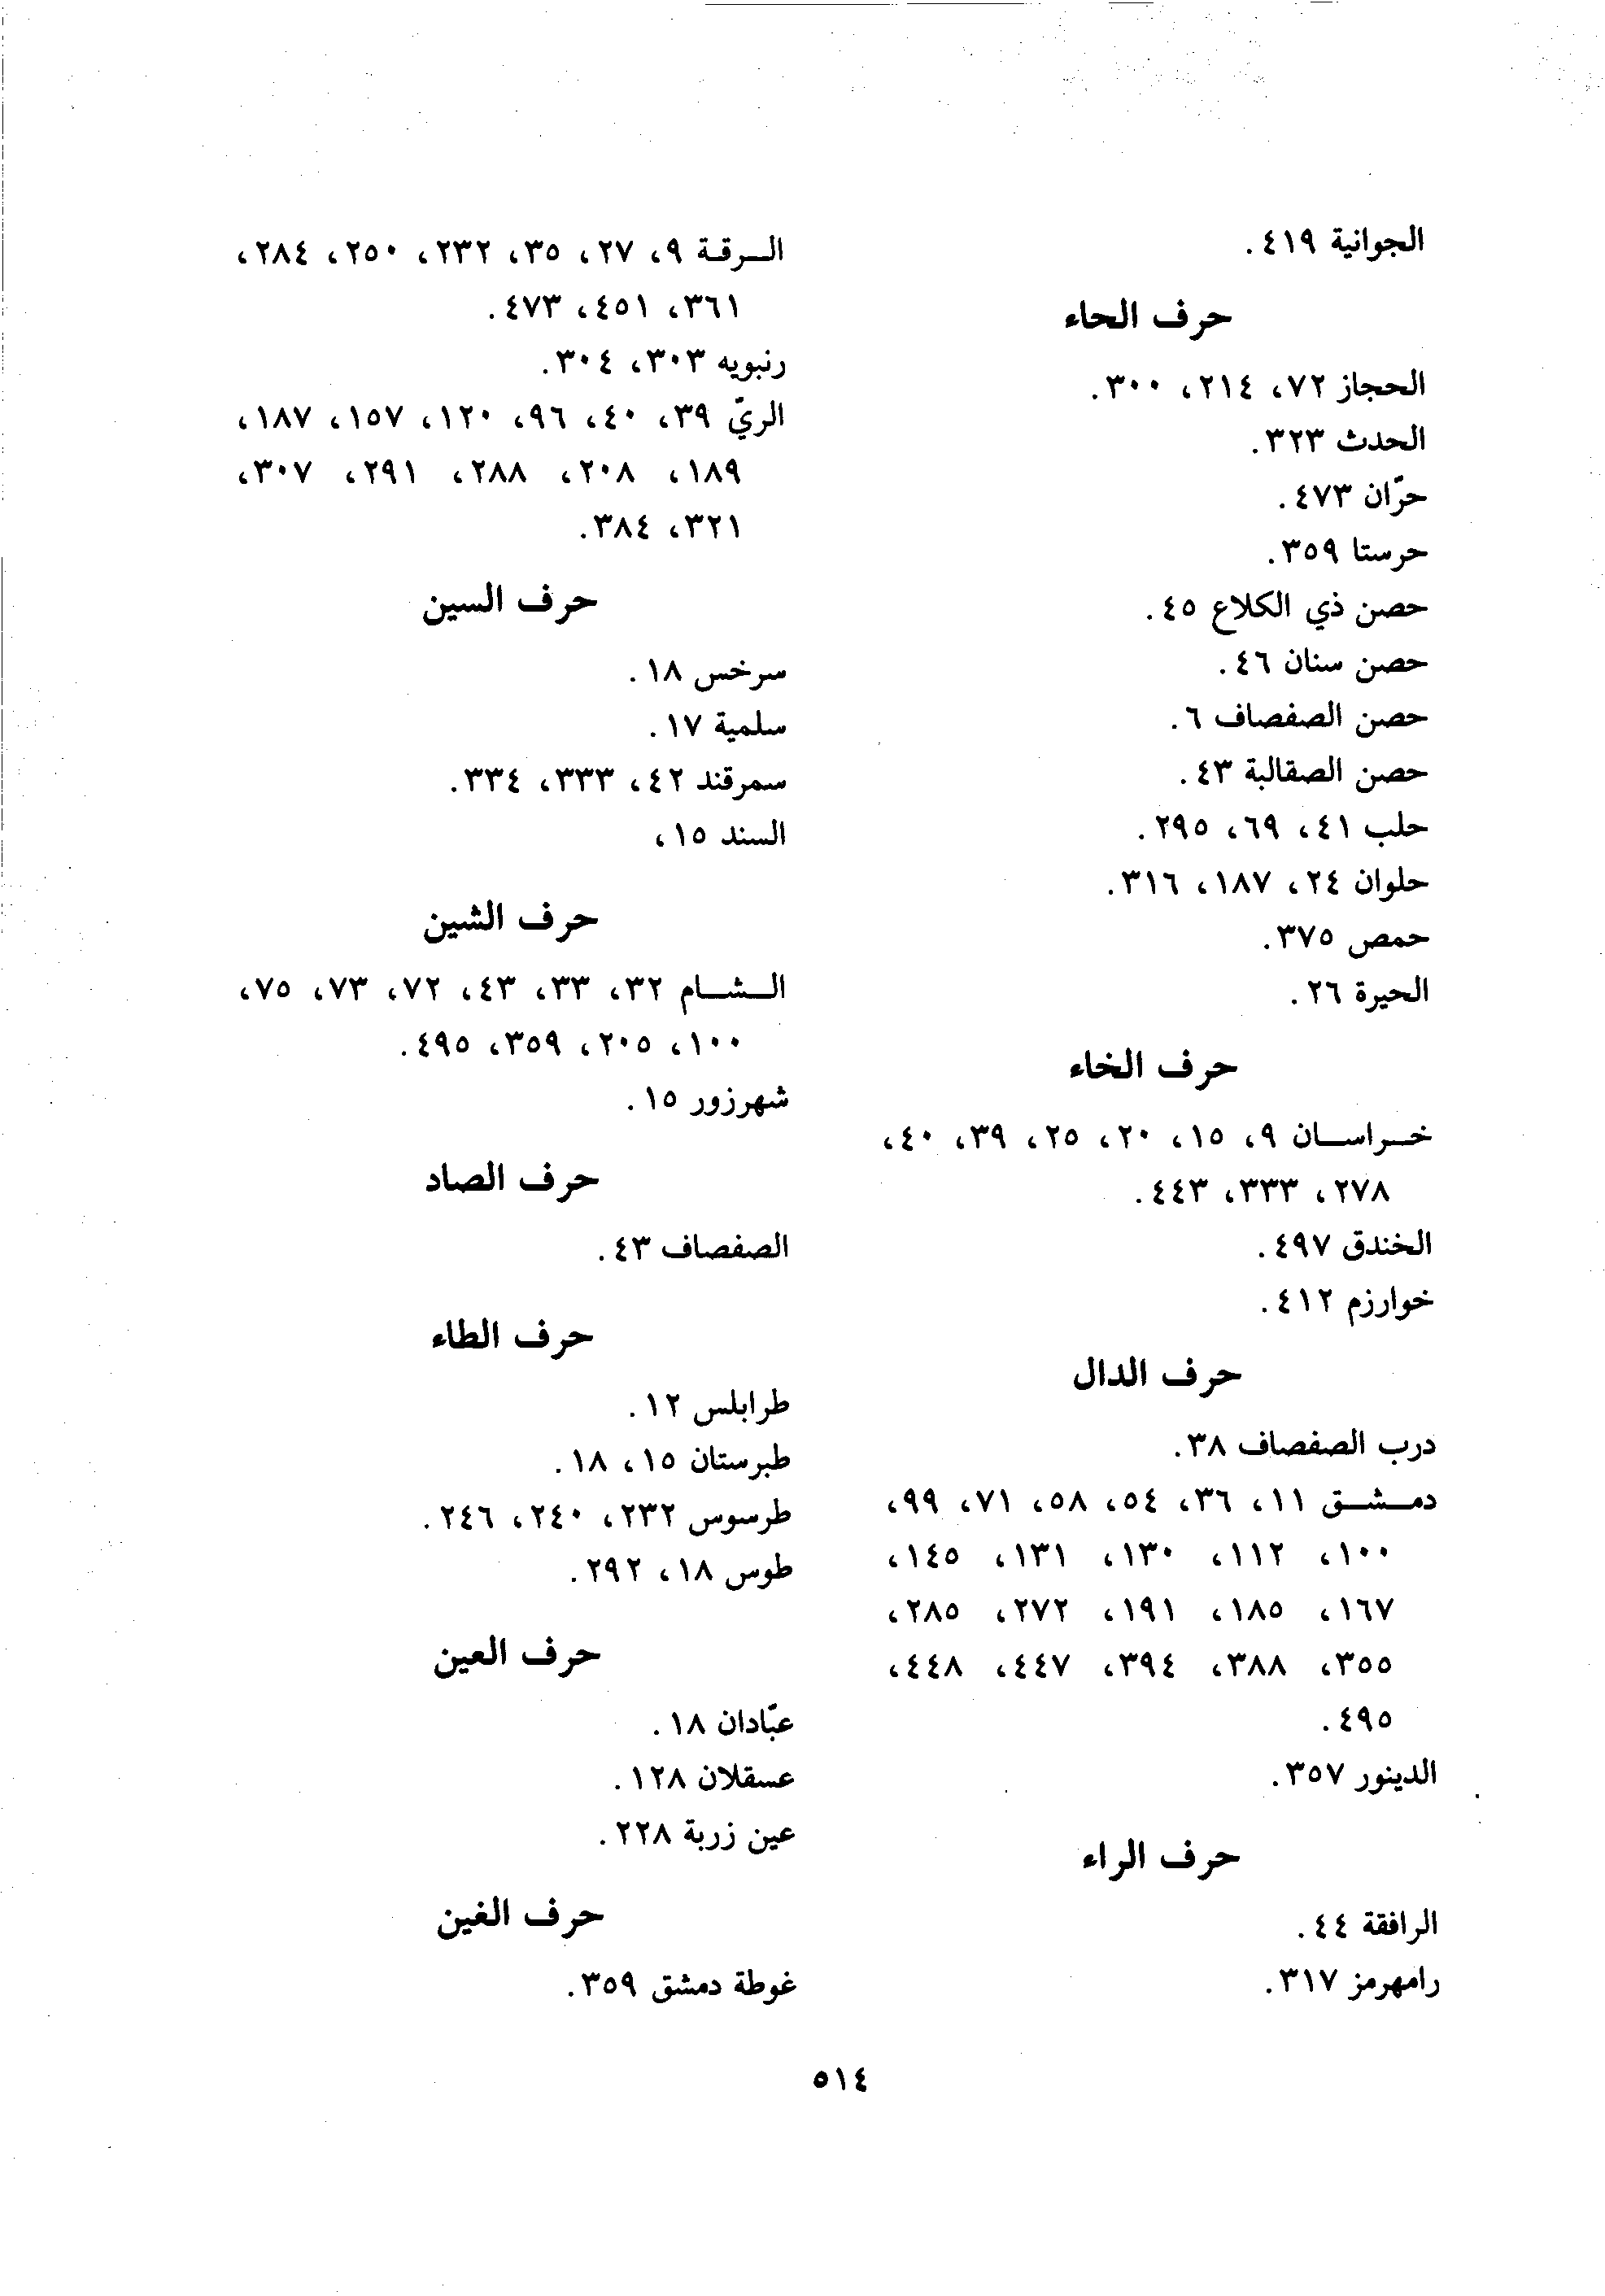 الجوانية ٤١٩.
حرف الحاء
الحجاز ٧٢، ٢١٤، ٣٠٠.
الحدث ٣٢٣.
حرّان ٤٧٣.
حرستا ٣٥٩.
حصن ذي الكلاع ٤٥.
حصن سنان ٤٦.
حصن الصفصاف ٦.
حصن الصقالبة ٤٣.
حلب ٤١، ٦٩، ٢٩٥.
حلوان ٢٤، ١٨٧، ٣١٦.
حمص ٣٧٥.
الحيرة ٢٦.
حرف الخاء
خراسان ٩، ١٥، ٢٠، ٢٥، ٣٩، ٤٠،
٢٧٨، ٣٣٣، ٤٤٣.
الخندق ٤٩٧.
خوارزم ٤١٢.
حرف الدال
درب الصفصاف ٣٨.
دمشق ١١، ٣٦، ٥٤، ٥٨، ٧١، ٩٩،
١٠٠، ١١٢، ١٣٠، ١٣١، ١٤٥،
١٦٧، ١٨٥، ١٩١، ٢٧٢، ٢٨٥،
٣٥٥، ٣٨٨، ٣٩٤، ٤٤٧، ٤٤٨،
٤٩٥.
الدينور ٣٥٧.
حرف الراء
الرافقة ٤٤.
رامهرمز ٣١٧.
الرقة ٩، ٢٧، ٣٥، ٢٣٢، ٢٥٠، ٢٨٤،
٣٦١، ٤٥١، ٤٧٣.
رنبويه ٣٠٣، ٣٠٤.
الريّ ٣٩، ٤٠، ٩٦، ١٢٠، ١٥٧، ١٨٧،
١٨٩، ٢٠٨، ٢٨٨، ٢٩١، ٣٠٧،
٣٢١، ٣٨٤.
حرف السين
سرخس ١٨.
سلمية ١٧.
سمرقند ٤٢، ٣٣٣، ٣٣٤.
السند ١٥،
حرف الشين
الشام ٣٢، ٣٣، ٤٣، ٧٢، ٧٣، ٧٥،
١٠٠، ٢٠٥، ٣٥٩، ٤٩٥.
شهرزور ١٥.
حرف الصاد
الصفصاف ٤٣.
حرف الطاء
طرابلس ١٢.
طبرستان ١٥، ١٨.
طرسوس ٢٣٢، ٢٤٠، ٢٤٦.
طوس ١٨، ٢٩٢.
حرف العين
عبّادان ١٨.
عسقلان ١٢٨.
عين زربة ٢٢٨.
حرف الغين
غوطة دمشق ٣٥٩.
٥١٤